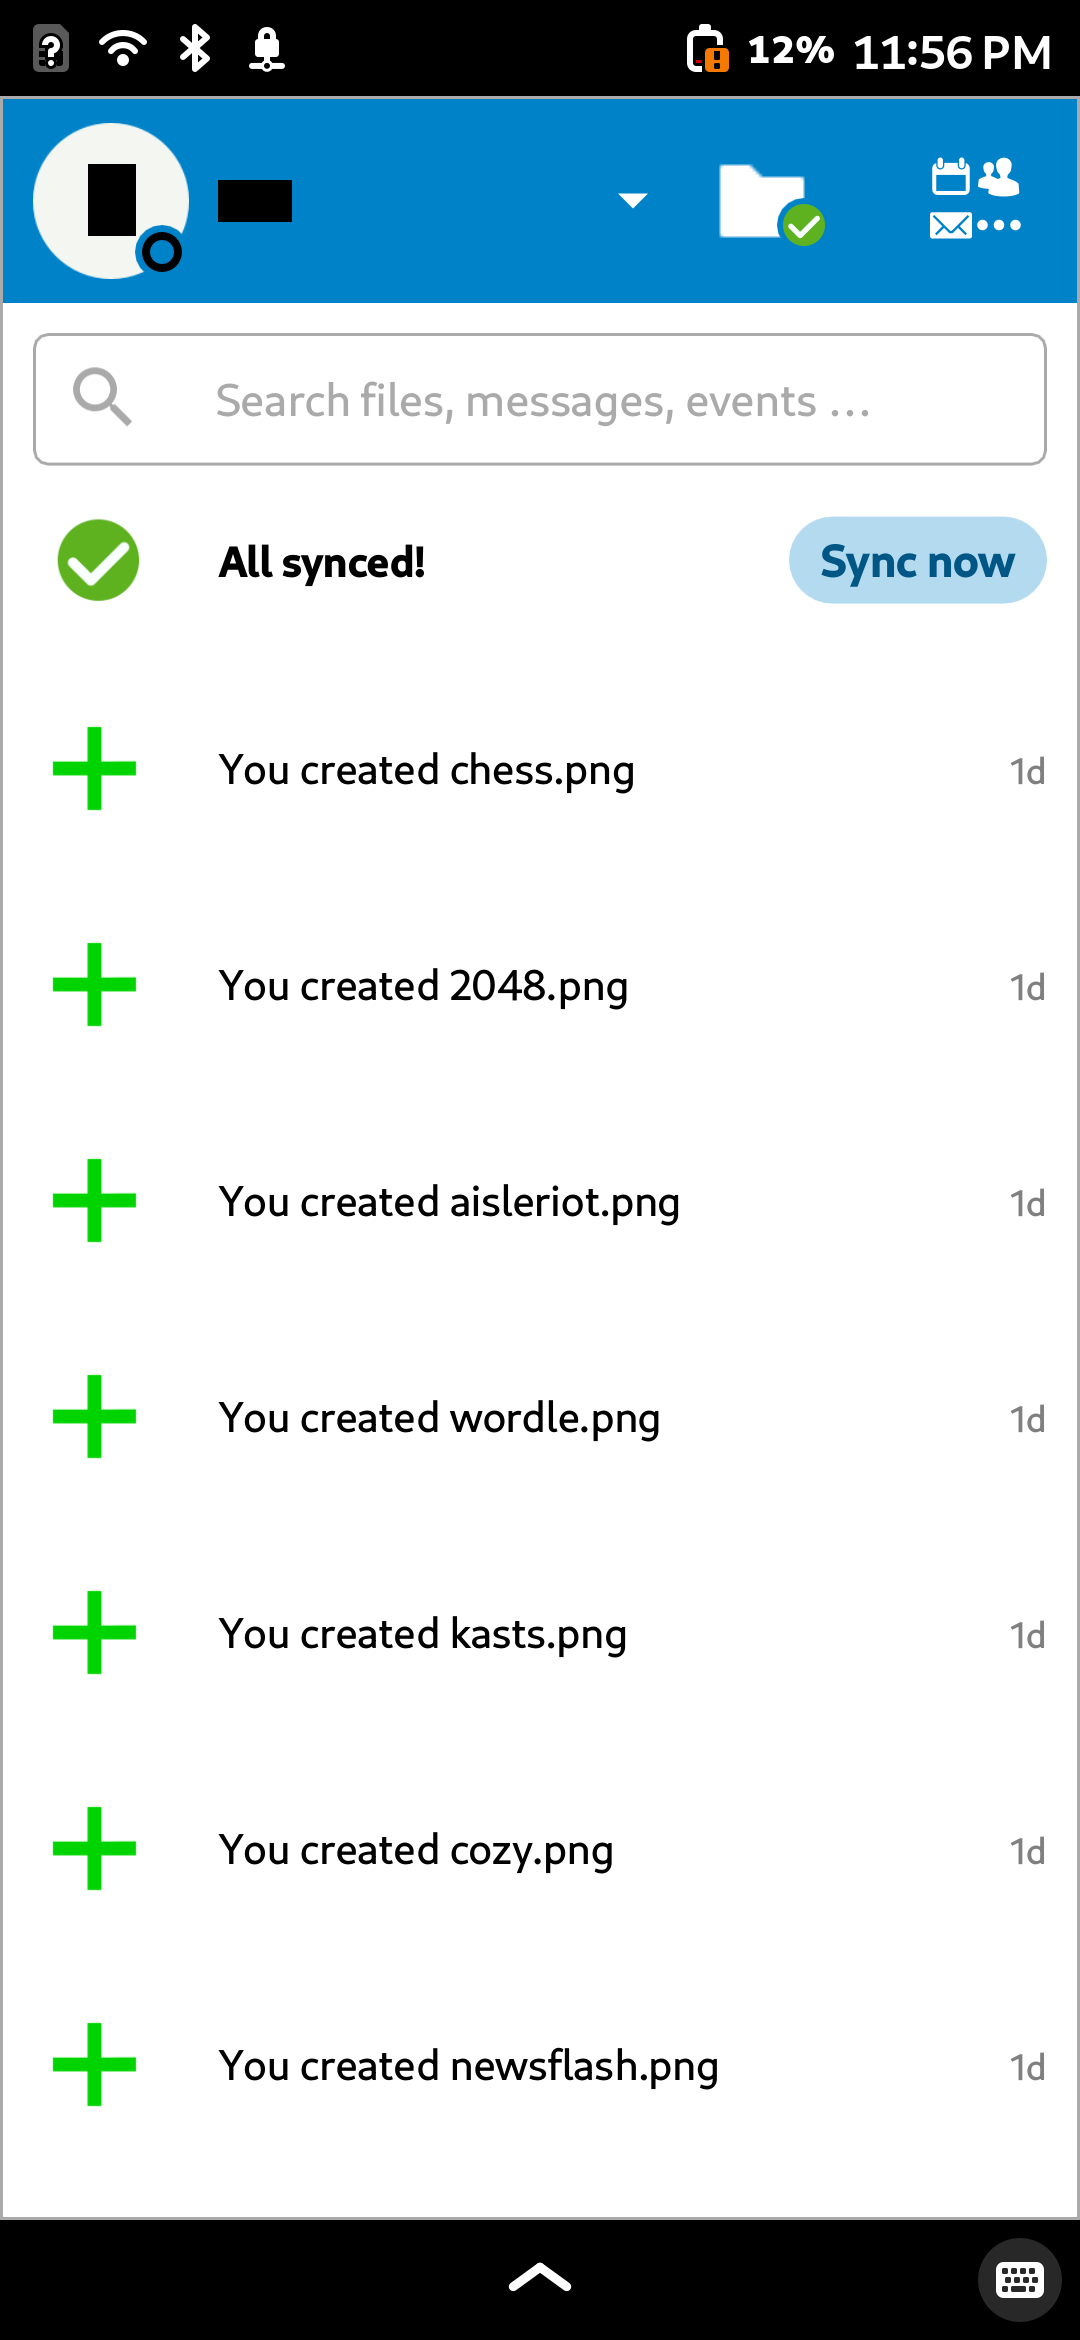 12% 11:56 PM
Search files, messages, events ...
All synced! Sync now
You created chess.png 1d
You created 2048.png 1d
You created aisleriot.png 1d
You created wordle.png 1d
You created kasts.png 1d
You created cozy.png 1d
You created newsflash.png 1d